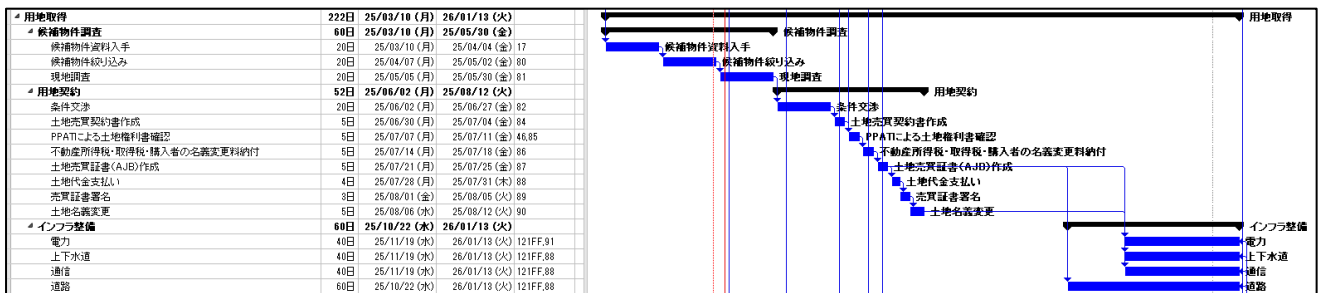 用地取得 222日 25/03/10 (月) 26/01/13 (火) 用地取得
候補物件調査 60日 25/03/10 (月) 25/05/30 (金) 候補物件調査
候補物件資料入手 20日 25/03/10 (月) 25/04/04 (金) 17 候補物件資料入手
候補物件絞り込み 20日 25/04/07 (月) 25/05/02 (金) 80 候補物件絞り込み
現地調査 20日 25/05/05 (月) 25/05/30 (金) 81 現地調査
用地契約 52日 25/06/02 (月) 25/08/12 (火) 用地契約
条件交渉 20日 25/06/02 (月) 25/06/27 (金) 82 条件交渉
土地売買契約書作成 5日 25/06/30 (月) 25/07/04 (金) 84 土地売買契約書作成
PPATによる土地権利書確認 5日 25/07/07 (月) 25/07/11 (金) 46,85 PPATによる土地権利書確認
不動産所得税・取得税・購入者の名義変更料納付 5日 25/07/14 (月) 25/07/18 (金) 86 不動産所得税・取得税・購入者の名義変更料納付
土地売買証書(AJB)作成 5日 25/07/21 (月) 25/07/25 (金) 87 土地売買証書(AJB)作成
土地代金支払い 4日 25/07/28 (月) 25/07/31 (木) 88 土地代金支払い
売買証書署名 3日 25/08/01 (金) 25/08/05 (火) 89 売買証書署名
土地名義変更 5日 25/08/06 (水) 25/08/12 (火) 90 土地名義変更
インフラ整備 60日 25/10/22 (水) 26/01/13 (火) インフラ整備
電力 40日 25/11/19 (水) 26/01/13 (火) 121FF,91 電力
上下水道 40日 25/11/19 (水) 26/01/13 (火) 121FF,88 上下水道
通信 40日 25/11/19 (水) 26/01/13 (火) 121FF,88 通信
道路 60日 25/10/22 (水) 26/01/13 (火) 121FF,88 道路